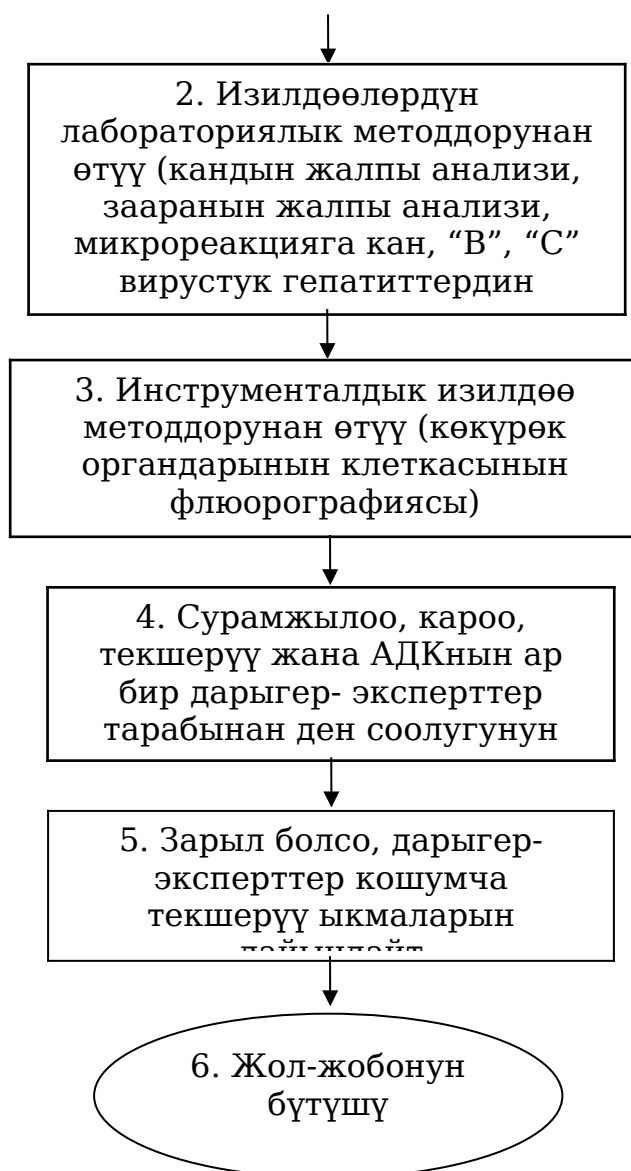 2. Изилдөөлөрдүн
лабораториялык методдорунан
өтүү (кандын жалпы анализи,
зааранын жалпы анализи,
микрореакцияга кан, “В”, “С”
вирустук гепатиттердин
3. Инструменталдык изилдөө
методдорунан өтүү (көкүрөк
органдарынын клеткасынын
флюорографиясы)
4. Сурамжылоо, кароо,
текшерүү жана АДКнын ар
бир дарыгер- эксперттер
тарабынан ден соолугунун
5. Зарыл болсо, дарыгер-
эксперттер кошумча
текшерүү ыкмаларын
6. Жол-жобонун
бүтүшү